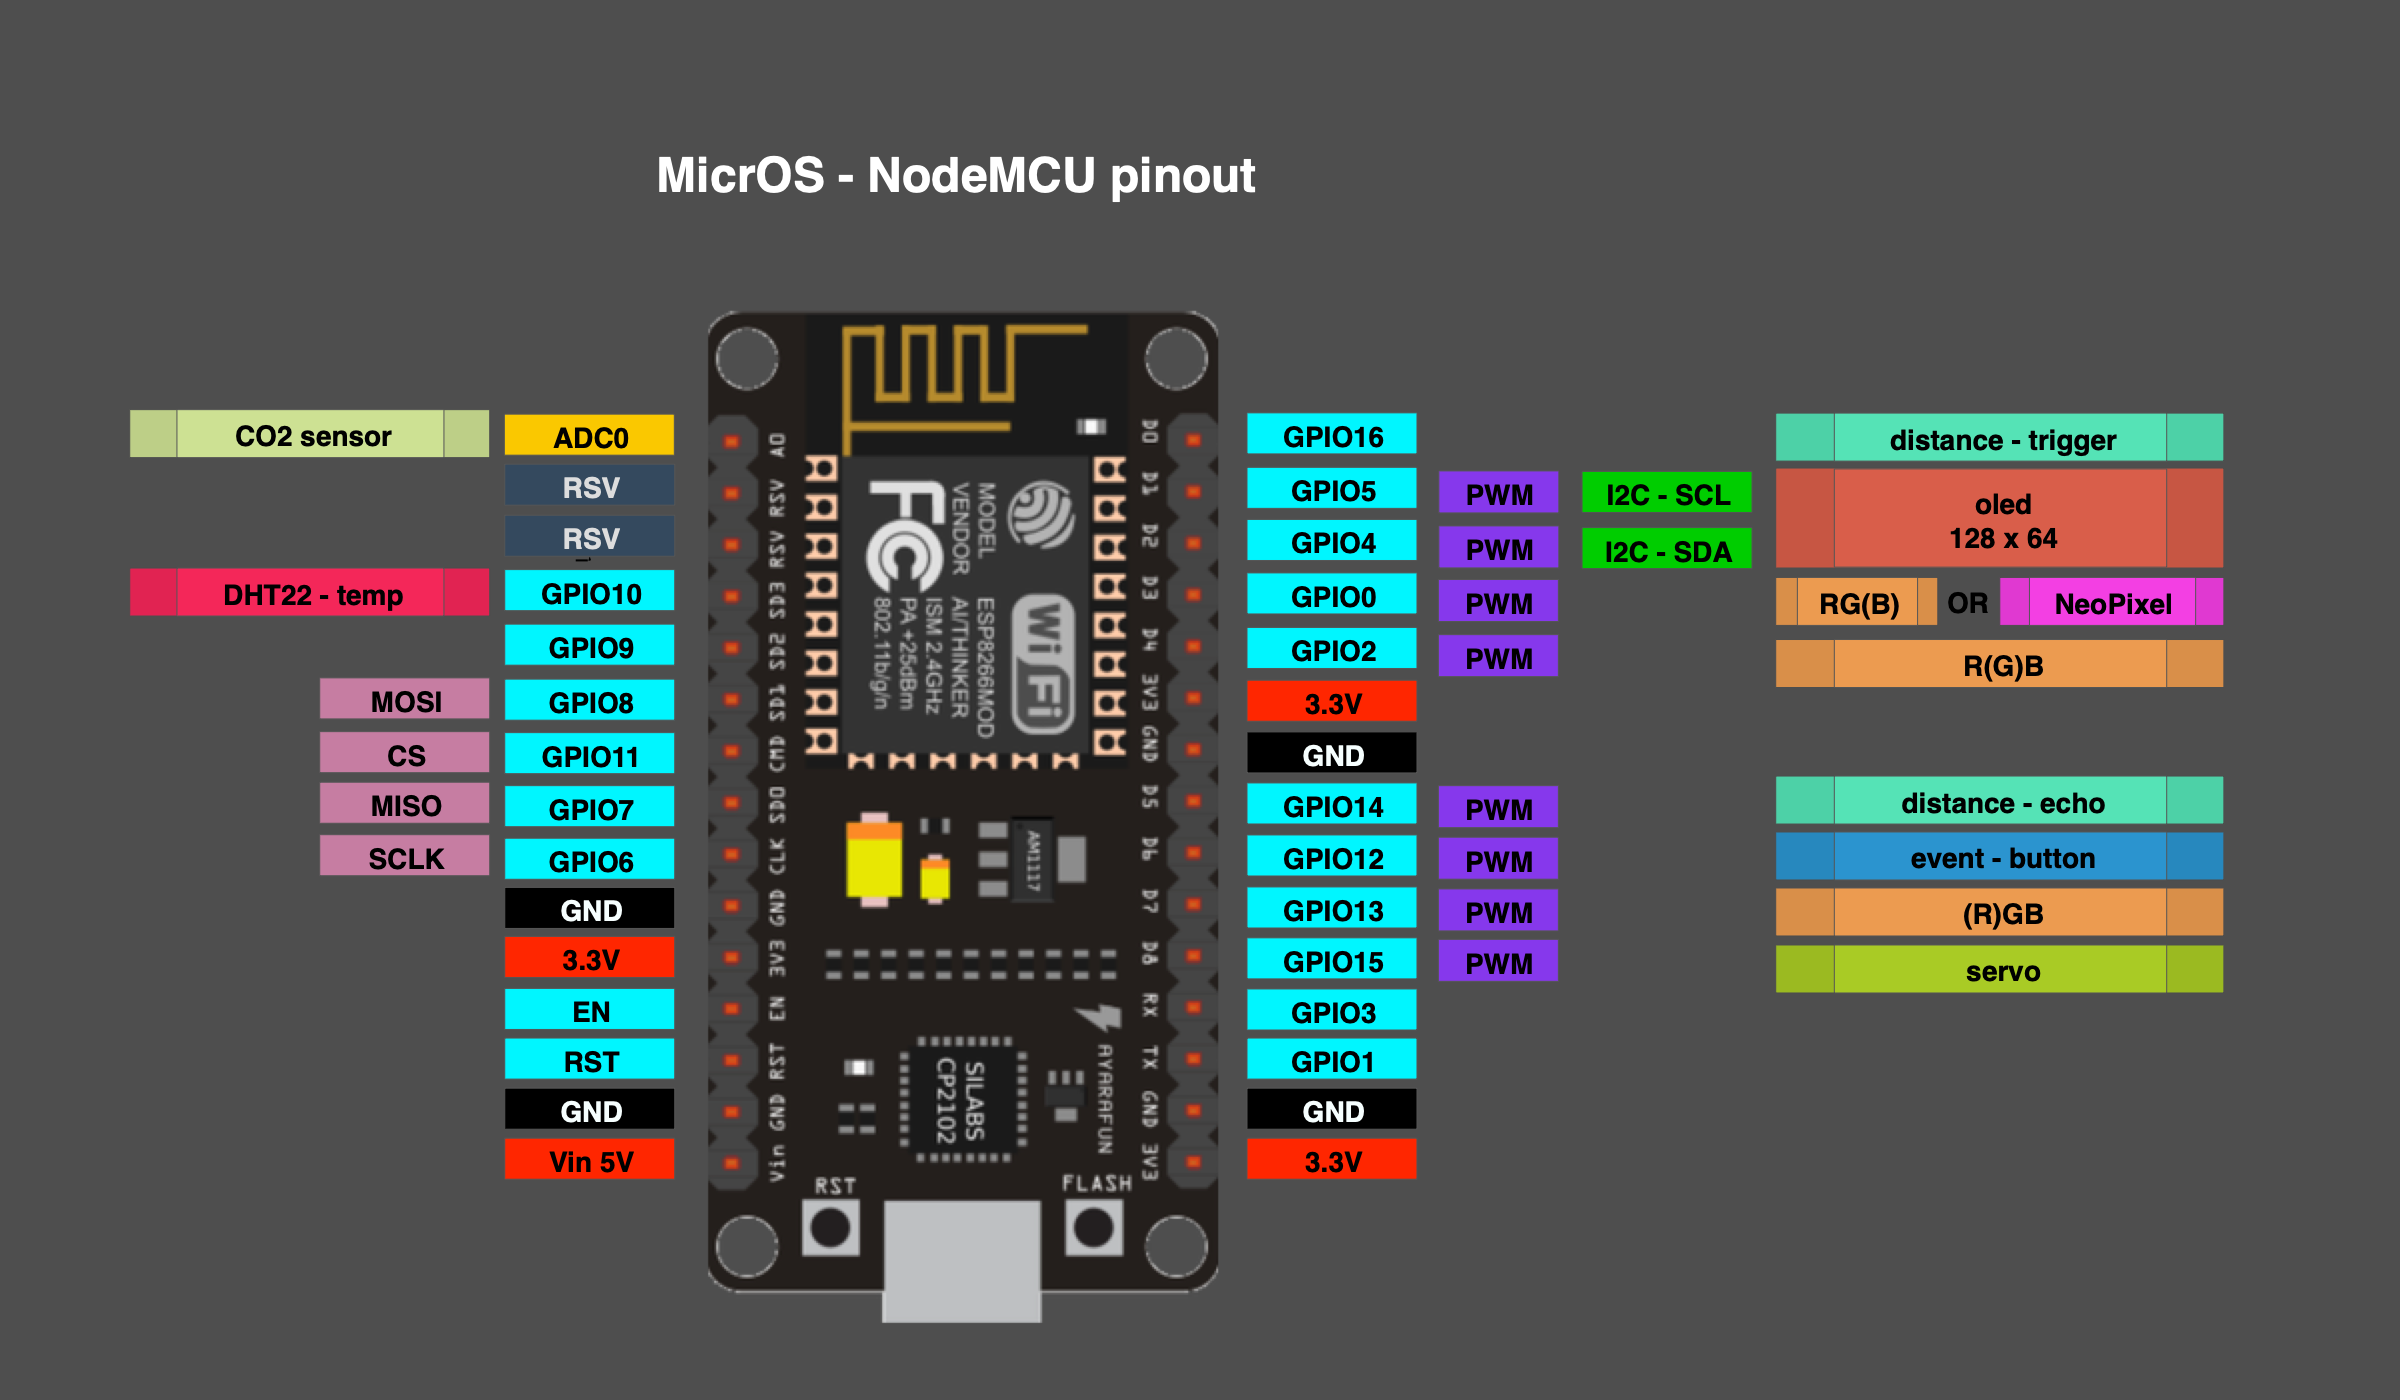 MicrOS - NodeMCU pinout
CO2 sensor
ADC0
RSV
RSV
DHT22 - temp
GPIO10
GPIO9
MOSI
GPIO8
CS
GPIO11
MISO
GPIO7
SCLK
GPIO6
GND
3.3V
EN
RST
GND
Vin 5V
A0
RSV
RSV
SD3
SD2
SD1
CMD
SD0
CLK
GND
3V3
EN
RST
GND
Vin
FC
MODEL
VENDOR
ESP8266MOD
AI/THINKER
ISM 2.4GHz
PA +25dBm
802.11b/g/n
WiFi
AM1117
SILABS
CP2102
AYARAFUN
RST
FLASH
D0
D1
D2
D3
D4
3V3
GND
D5
D6
D7
D8
RX
TX
GND
3V3
GPIO16
distance - trigger
GPIO5
PWM
I2C - SCL
GPIO4
PWM
I2C - SDA
oled
128 x 64
GPIO0
PWM
RG(B)
OR
NeoPixel
GPIO2
PWM
R(G)B
3.3V
GND
GPIO14
PWM
distance - echo
GPIO12
PWM
event - button
GPIO13
PWM
(R)GB
GPIO15
PWM
servo
GPIO3
GPIO1
GND
3.3V